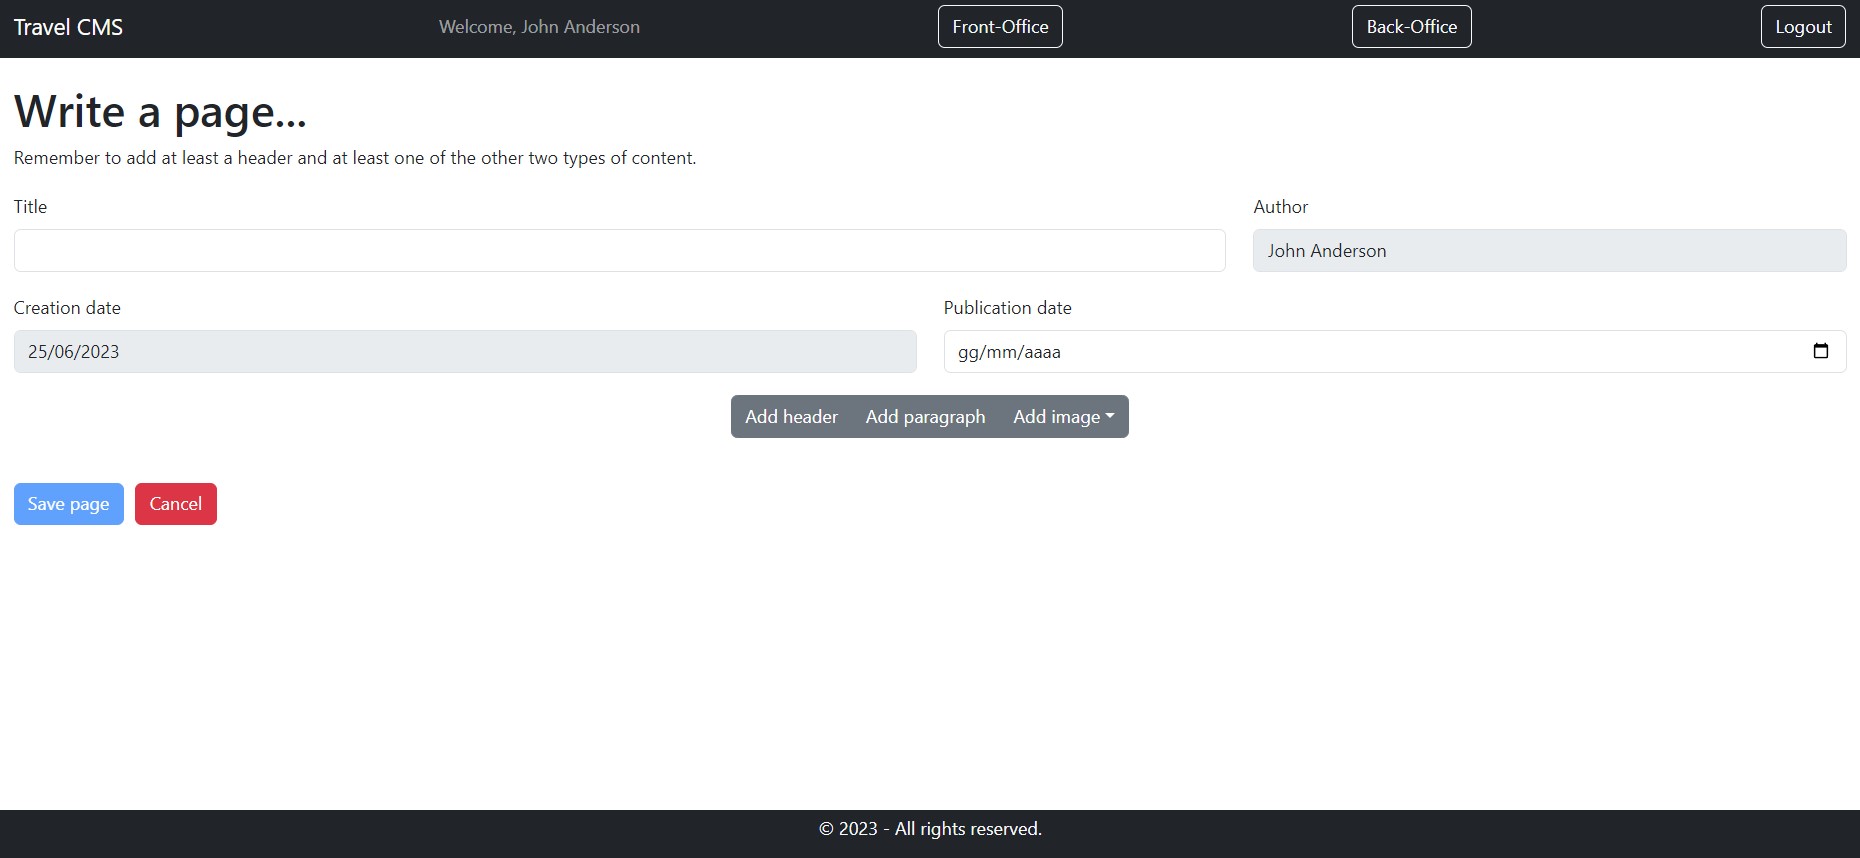 Travel CMS Welcome, John Anderson Front-Office Back-Office Logout
Write a page...
Remember to add at least a header and at least one of the other two types of content.
Title Author
John Anderson
Creation date Publication date
25/06/2023 gg/mm/aaaa
Add header Add paragraph Add image
Save page Cancel
© 2023 - All rights reserved.